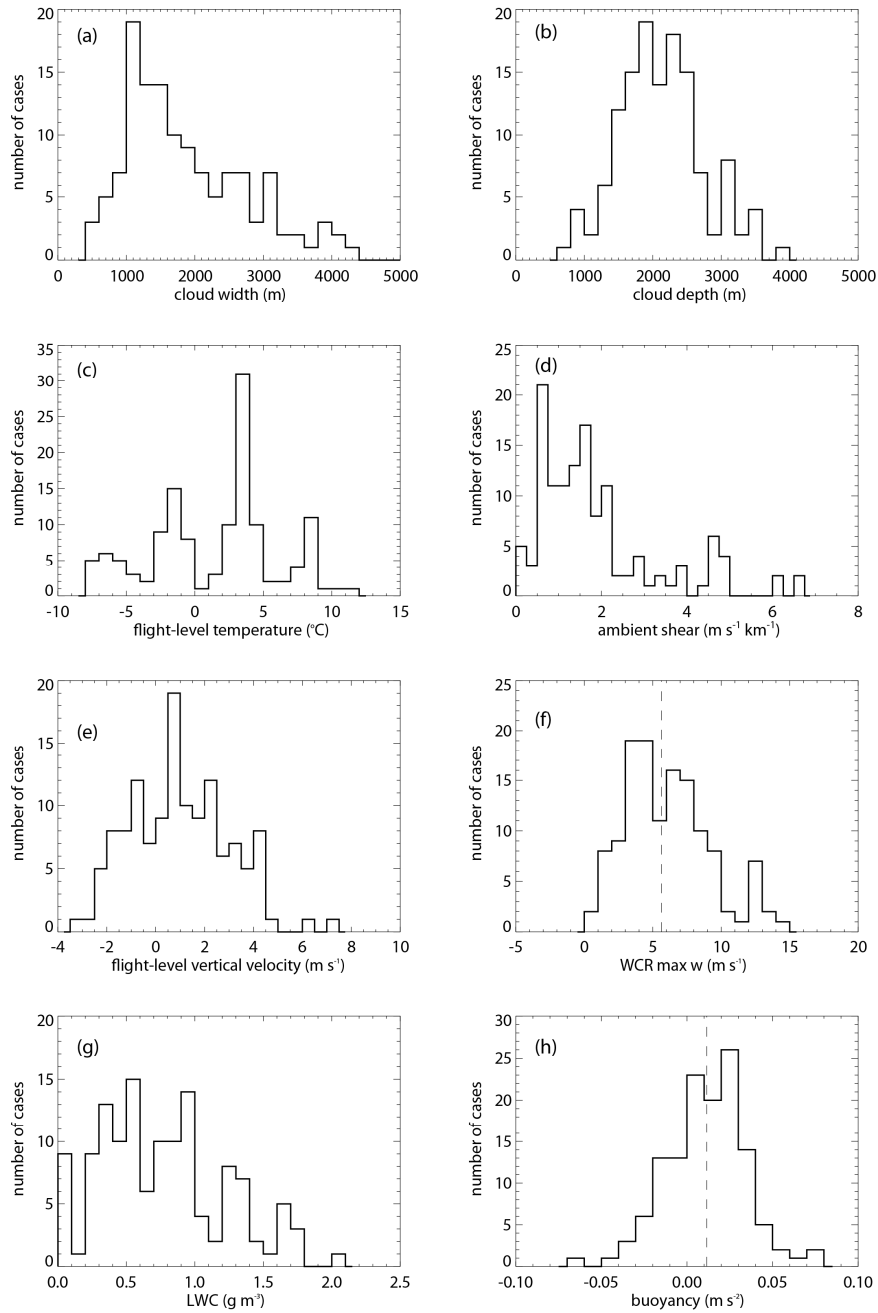 (a)
number of cases
20
15
10
5
0
0 1000 2000 3000 4000 5000
cloud width (m)
(b)
number of cases
20
15
10
5
0
0 1000 2000 3000 4000 5000
cloud depth (m)
(c)
number of cases
35
30
25
20
15
10
5
0
-10 -5 0 5 10 15
flight-level temperature (°C)
(d)
number of cases
25
20
15
10
5
0
0 2 4 6 8
ambient shear (m s⁻¹ km⁻¹)
(e)
number of cases
20
15
10
5
0
-4 -2 0 2 4 6 8 10
flight-level vertical velocity (m s⁻¹)
(f)
number of cases
25
20
15
10
5
0
-5 0 5 10 15 20
WCR max w (m s⁻¹)
(g)
number of cases
20
15
10
5
0
0.0 0.5 1.0 1.5 2.0 2.5
LWC (g m⁻³)
(h)
number of cases
30
25
20
15
10
5
0
-0.10 -0.05 0.00 0.05 0.10
buoyancy (m s⁻²)